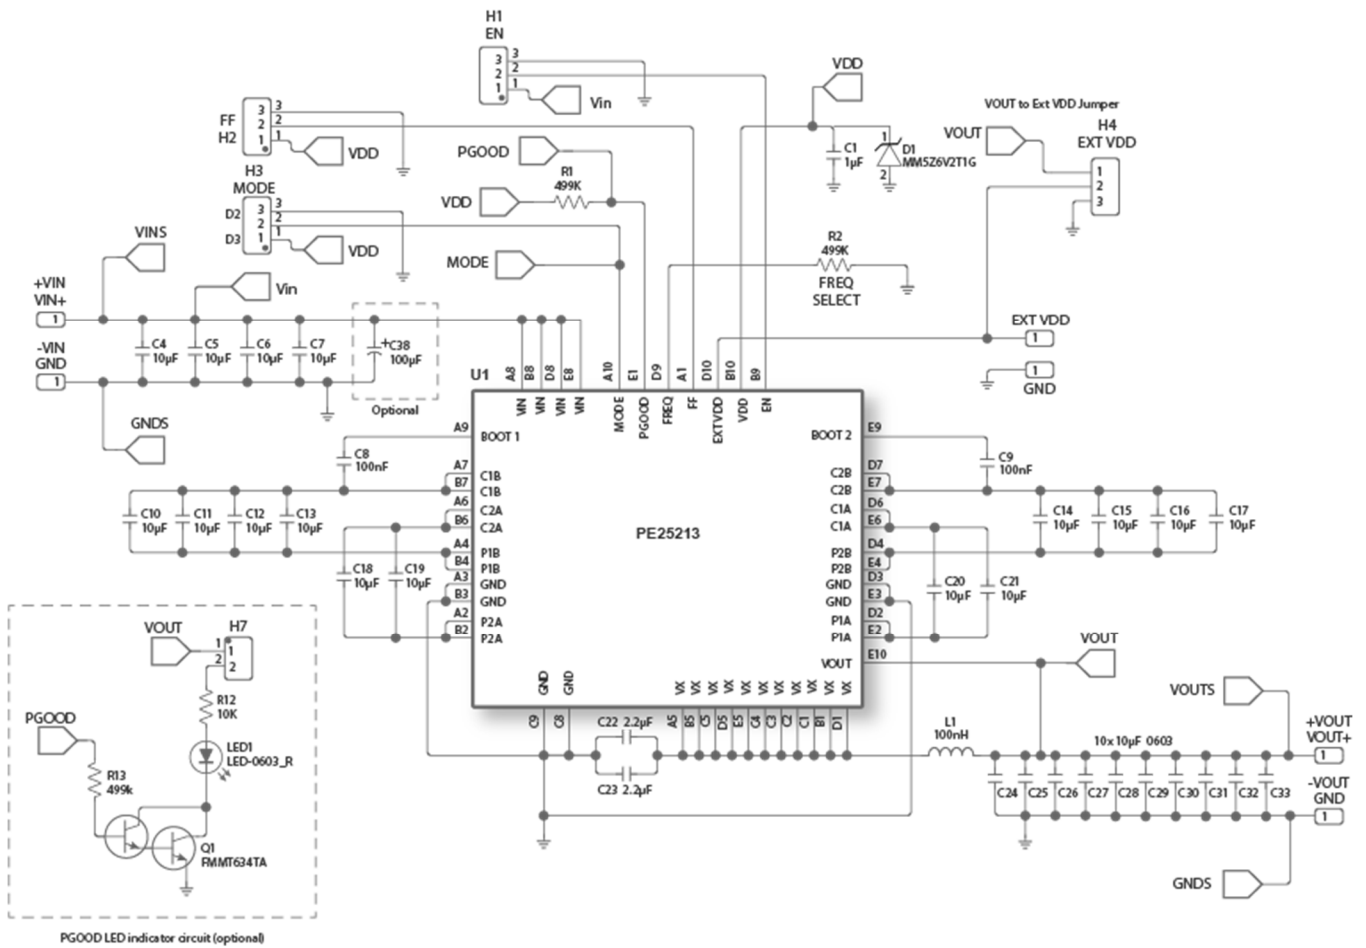 H1
EN
3
2
1
3
2
1
Vin
VDD
FF
H2
3
2
1
3
2
1
VDD
PGOOD
R1
499K
VDD
C1
1µF
1
D1
MM5Z6V2T1G
2
VOUT to Ext VDD Jumper
VOUT
H4
EXT VDD
1
2
3
H3
MODE
D2
D3
3
2
1
3
2
1
VDD
MODE
R2
499K
FREQ
SELECT
VINS
Vin
+VIN
VIN+
1
-VIN
GND
1
C4
10µF
C5
10µF
C6
10µF
C7
10µF
+
C38
100µF
Optional
GNDS
EXT VDD
1
1
GND
U1
A8
B8
D8
E8
A10
E1
D9
A1
D10
B10
B9
VIN
VIN
VIN
VIN
MODE
PGOOD
FREQ
FF
EXTVDD
VDD
EN
A9
BOOT 1
A7
C1B
B7
C1B
A6
C2A
B6
C2A
A4
P1B
B4
P1B
A3
GND
B3
GND
A2
P2A
B2
P2A
PE25213
BOOT 2
E9
C2B
D7
C2B
E7
C1A
D6
C1A
E6
P2B
D4
P2B
E4
GND
D3
GND
E3
P1A
D2
P1A
E2
VOUT
E10
C8
100nF
C9
100nF
C10
10µF
C11
10µF
C12
10µF
C13
10µF
C18
10µF
C19
10µF
C14
10µF
C15
10µF
C16
10µF
C17
10µF
C20
10µF
C21
10µF
GND
GND
VX
VX
VX
VX
VX
VX
VX
VX
VX
VX
VX
C9
C8
A5
B5
C5
D5
E5
C4
C3
C2
C1
B1
D1
C22 2.2µF
C23 2.2µF
L1
100nH
VOUT
VOUTS
10x 10µF 0603
C24
C25
C26
C27
C28
C29
C30
C31
C32
C33
+VOUT
VOUT+
1
-VOUT
GND
1
GNDS
VOUT
H7
1
2
1
2
R12
10K
PGOOD
LED1
LED-0603_R
R13
499k
Q1
FMMT634TA
PGOOD LED indicator circuit (optional)